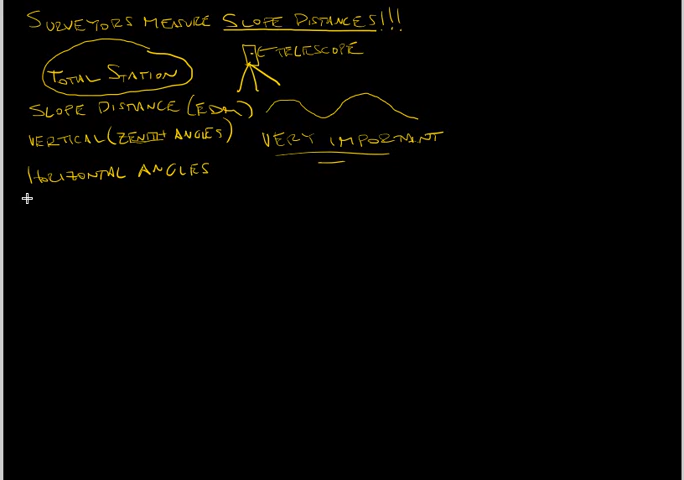 SURVEYORS MEASURE SLOPE DISTANCES!!!
←TELESCOPE
TOTAL STATION
SLOPE DISTANCE (EDM)
VERTICAL (ZENITH ANGLES)
VERY IMPORTANT
HORIZONTAL ANGLES